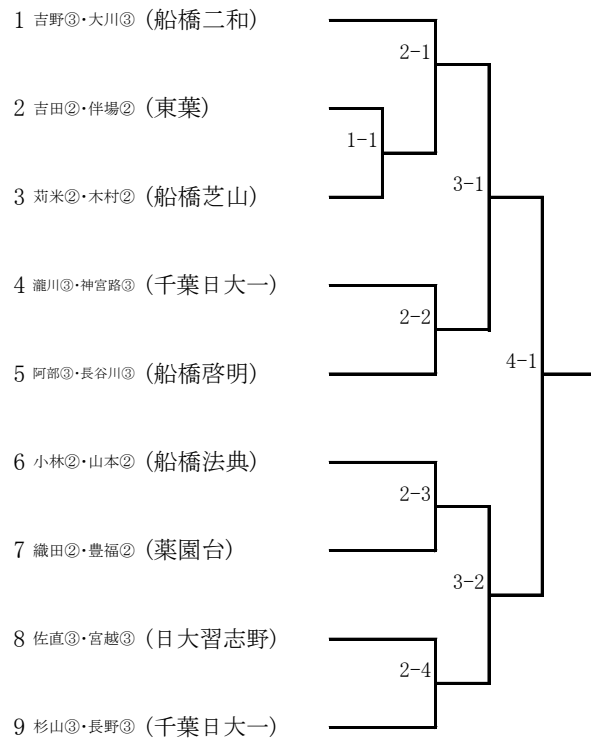 1 吉野③・大川③ (船橋二和)
2-1
2 吉田②・伴場② (東葉)
1-1
3 苅米②・木村② (船橋芝山)
3-1
4 瀧川③・神宮路③ (千葉日大一)
2-2
4-1
5 阿部③・長谷川③ (船橋啓明)
6 小林②・山本② (船橋法典)
2-3
7 織田②・豊福② (薬園台)
3-2
8 佐直③・宮越③ (日大習志野)
2-4
9 杉山③・長野③ (千葉日大一)